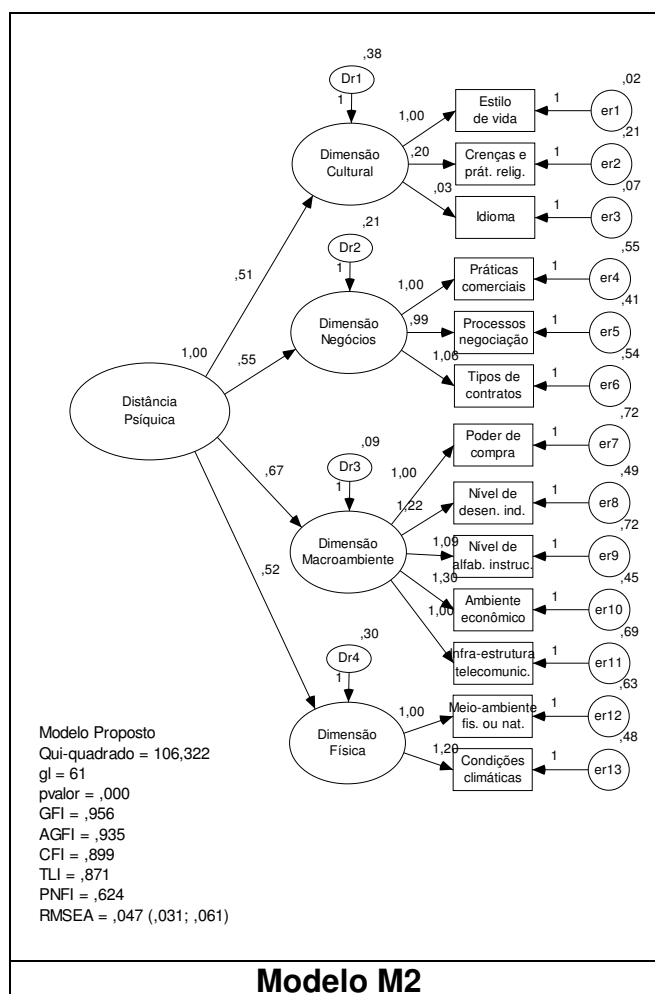 ,38
Dr1
1
1,00
Estilo
de vida
1
er1
,02
Dimensão
Cultural
,20
Crenças e
prát. relig.
1
er2
,21
,03
Idioma
1
er3
,07
,51
,21
Dr2
1
1,00
Práticas
comerciais
1
er4
,55
Dimensão
Negócios
,99
Processos
negociação
1
er5
,41
1,06
Tipos de
contratos
1
er6
,54
1,00
,55
Distância
Psíquica
,67
,09
Dr3
1
1,00
Poder de
compra
1
er7
,72
1,22
Nível de
desen. ind.
1
er8
,49
Dimensão
Macroambiente
1,09
Nível de
alfab. instruc.
1
er9
,72
1,30
Ambiente
econômico
1
er10
,45
1,00
Infra-estrutura
telecomunic.
1
er11
,69
,52
,30
Dr4
1
1,00
Meio-ambiente
fis. ou nat.
1
er12
,63
Dimensão
Física
1,20
Condições
climáticas
1
er13
,48
Modelo Proposto
Qui-quadrado = 106,322
gl = 61
pvalor = ,000
GFI = ,956
AGFI = ,935
CFI = ,899
TLI = ,871
PNFI = ,624
RMSEA = ,047 (,031; ,061)
Modelo M2